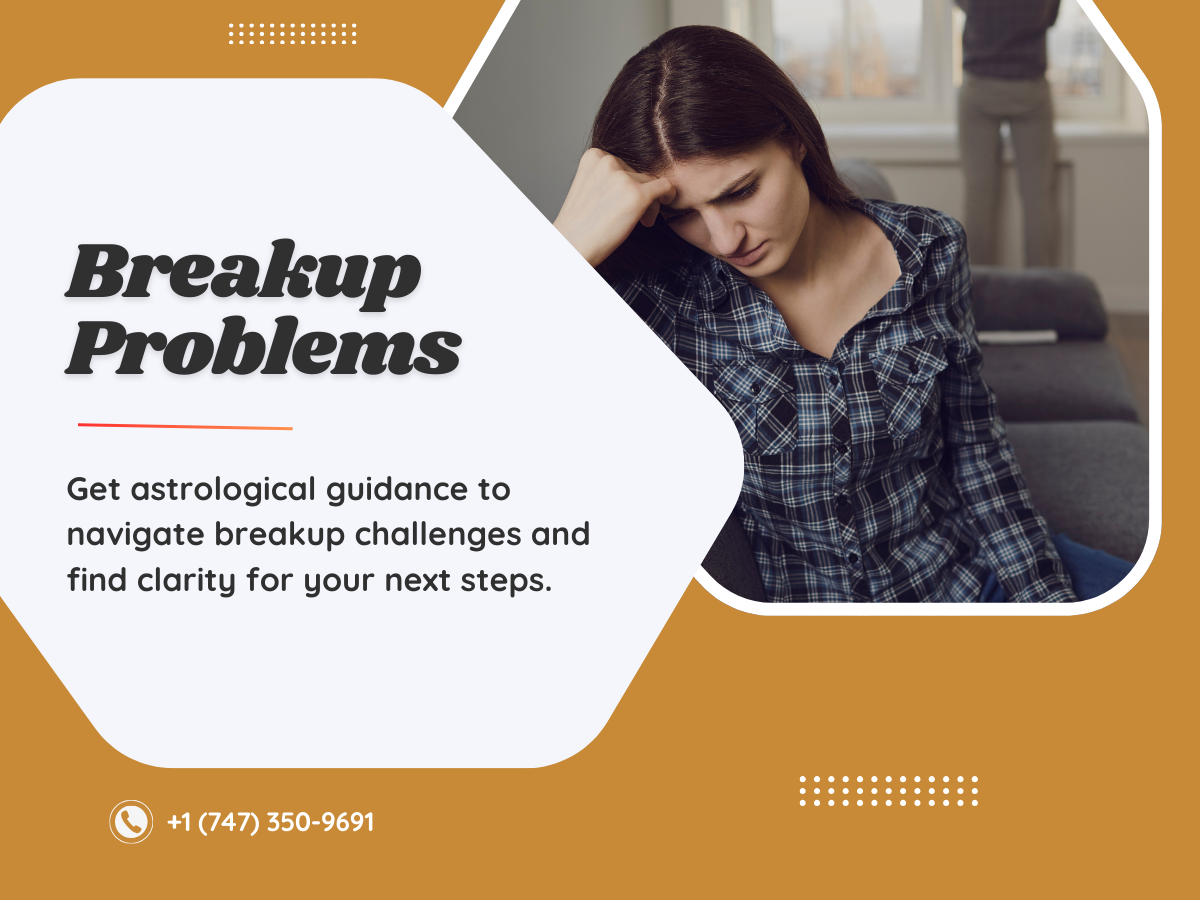 Breakup
Problems
Get astrological guidance to
navigate breakup challenges and
find clarity for your next steps.
+1 (747) 350-9691